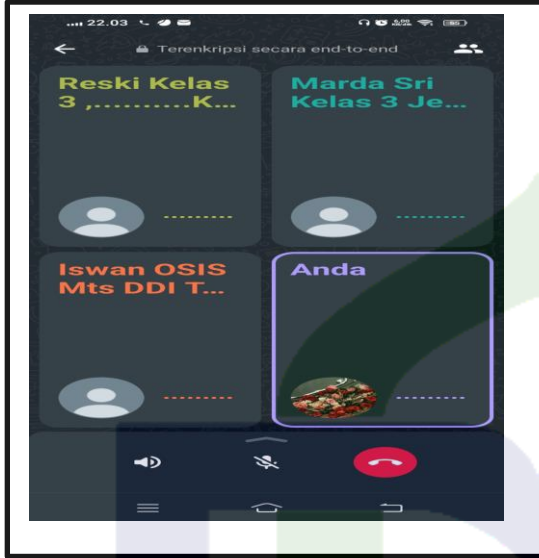 22.03
Terenkripsi secara end-to-end
Reski Kelas
3 ,..........K...
Marda Sri
Kelas 3 Je...
Iswan OSIS
Mts DDI T...
Anda